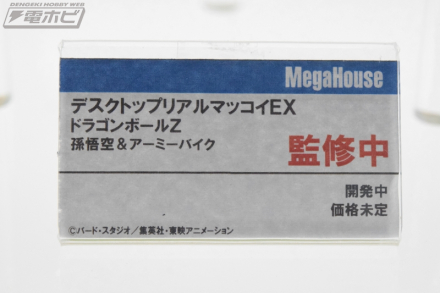 DENGEKI HOBBY WEB
電ホビ
MegaHouse
デスクトップリアルマッコイEX
ドラゴンボールZ
孫悟空＆アーミーバイク
監修中
開発中
価格未定
©バード・スタジオ／集英社・東映アニメーション